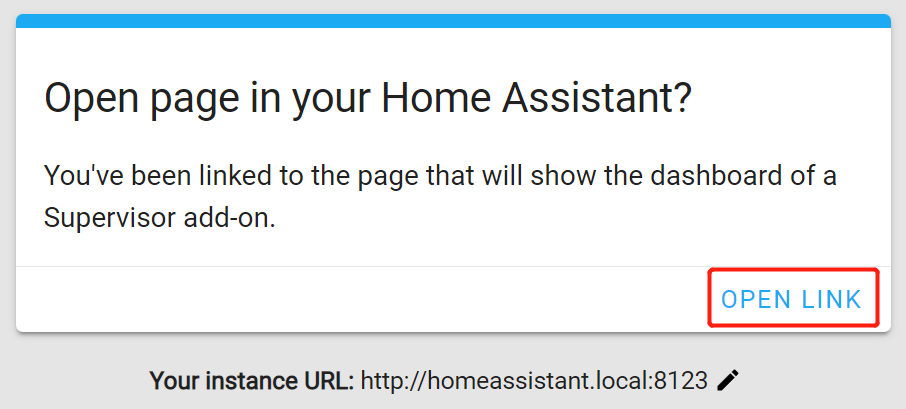 Open page in your Home Assistant?
You've been linked to the page that will show the dashboard of a
Supervisor add-on.
OPEN LINK
Your instance URL: http://homeassistant.local:8123